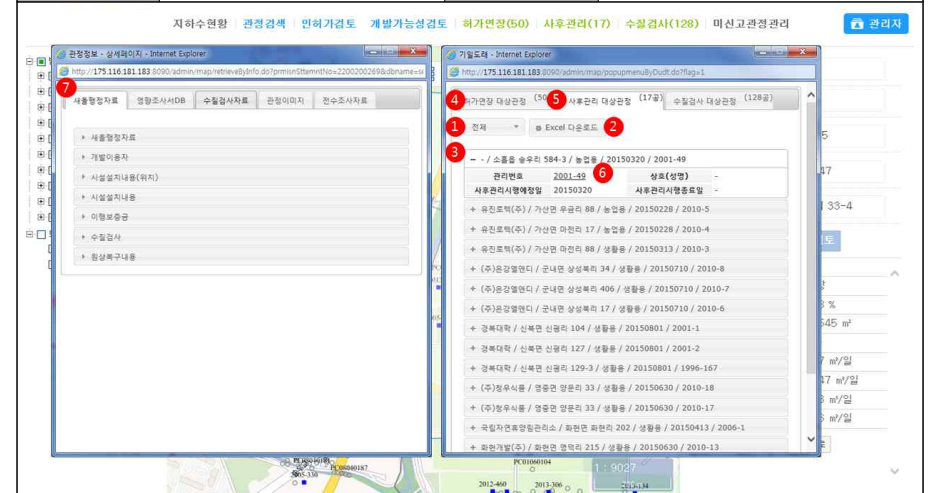 지하수현황 관정검색 인허가검토 개발가능성검토 허가연장(50) 사후관리(17) 수질검사(128) 미신고관정관리
관리자
관정정보 - 상세페이지 - Internet Explorer
http://175.116.181.183:8090/admin/map/retrieveByInfo.do?prmisnSttemntNo=2200200269&dbname=s
7
새올행정자료 영향조사서DB 수질검사자료 관정이미지 전수조사자료
새올행정자료
개발이용자
시설설치내용(위치)
시설설치내용
이행보증금
수질검사
원상복구내용
기일도래 - Internet Explorer
http://175.116.181.183:8090/admin/map/popupmenuByDudt.do?flag=1
4 허가연장 대상관정 (50 5 사후관리 대상관정 (17공) 수질검사 대상관정 (128공)
1 전체 Excel 다운로드 2
3
- - / 소흘읍 송우리 584-3 / 농업용 / 20150320 / 2001-49
관리번호 2001-49 6 상호(성명) -
사후관리시행예정일 20150320 사후관리시행종료일 -
+ 유진로텍(주) / 가산면 우금리 88 / 농업용 / 20150228 / 2010-5
+ 유진로텍(주) / 가산면 마전리 17 / 농업용 / 20150228 / 2010-4
+ 유진로텍(주) / 가산면 마전리 88 / 생활용 / 20150313 / 2010-3
+ (주)은강엘앤디 / 군내면 상성북리 34 / 생활용 / 20150710 / 2010-8
+ (주)은강엘앤디 / 군내면 상성북리 406 / 생활용 / 20150710 / 2010-7
+ (주)은강엘앤디 / 군내면 상성북리 17 / 생활용 / 20150710 / 2010-6
+ 경복대학 / 신북면 신평리 104 / 생활용 / 20150801 / 2001-1
+ 경복대학 / 신북면 신평리 127 / 생활용 / 20150801 / 2001-2
+ 경복대학 / 신북면 신평리 129-3 / 생활용 / 20150801 / 1996-167
+ (주)청우식품 / 영중면 양문리 33 / 생활용 / 20150630 / 2010-18
+ (주)청우식품 / 영중면 양문리 33 / 생활용 / 20150630 / 2010-17
+ 국립자연휴양림관리소 / 화현면 화현리 202 / 생활용 / 20150413 / 2006-1
+ 화현개발(주) / 화현면 명덕리 215 / 생활용 / 20150630 / 2010-13
5
47
33-4
토
%
545 m²
m³/일
47 m³/일
m³/일
m³/일
PC08040187
2005-330
PC01060104
2012-460
2013-306
2013-134
1 : 9027